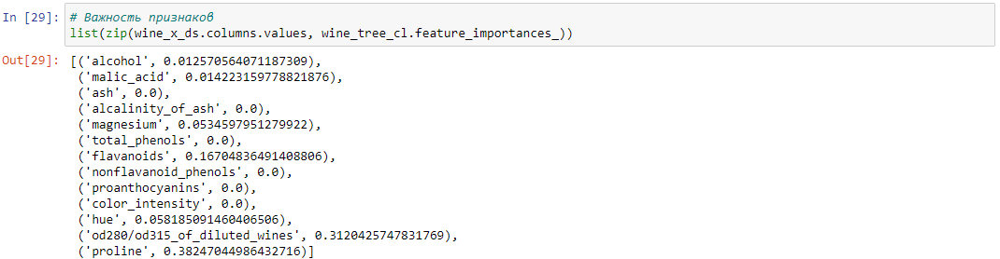 In [29]: # Важность признаков
list(zip(wine_x_ds.columns.values, wine_tree_cl.feature_importances_))
Out[29]: [('alcohol', 0.012570564071187309),
('malic_acid', 0.014223159778821876),
('ash', 0.0),
('alcalinity_of_ash', 0.0),
('magnesium', 0.0534597951279922),
('total_phenols', 0.0),
('flavanoids', 0.16704836491408806),
('nonflavanoid_phenols', 0.0),
('proanthocyanins', 0.0),
('color_intensity', 0.0),
('hue', 0.058185091460406506),
('od280/od315_of_diluted_wines', 0.3120425747831769),
('proline', 0.38247044986432716)]